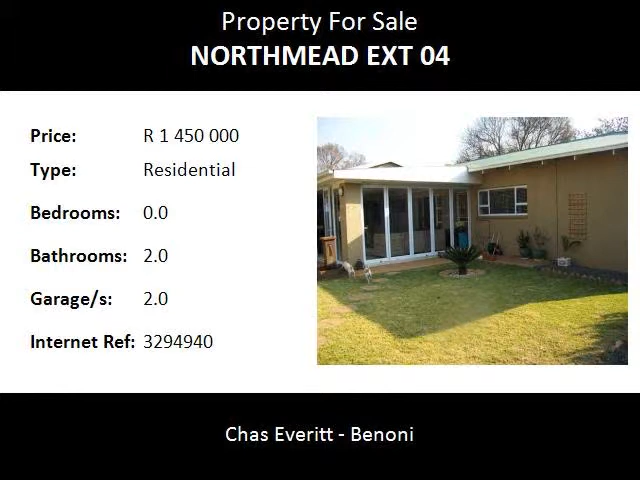 Property For Sale
NORTHMEAD EXT 04
Price: R 1 450 000
Type: Residential
Bedrooms: 0.0
Bathrooms: 2.0
Garage/s: 2.0
Internet Ref: 3294940
Chas Everitt - Benoni